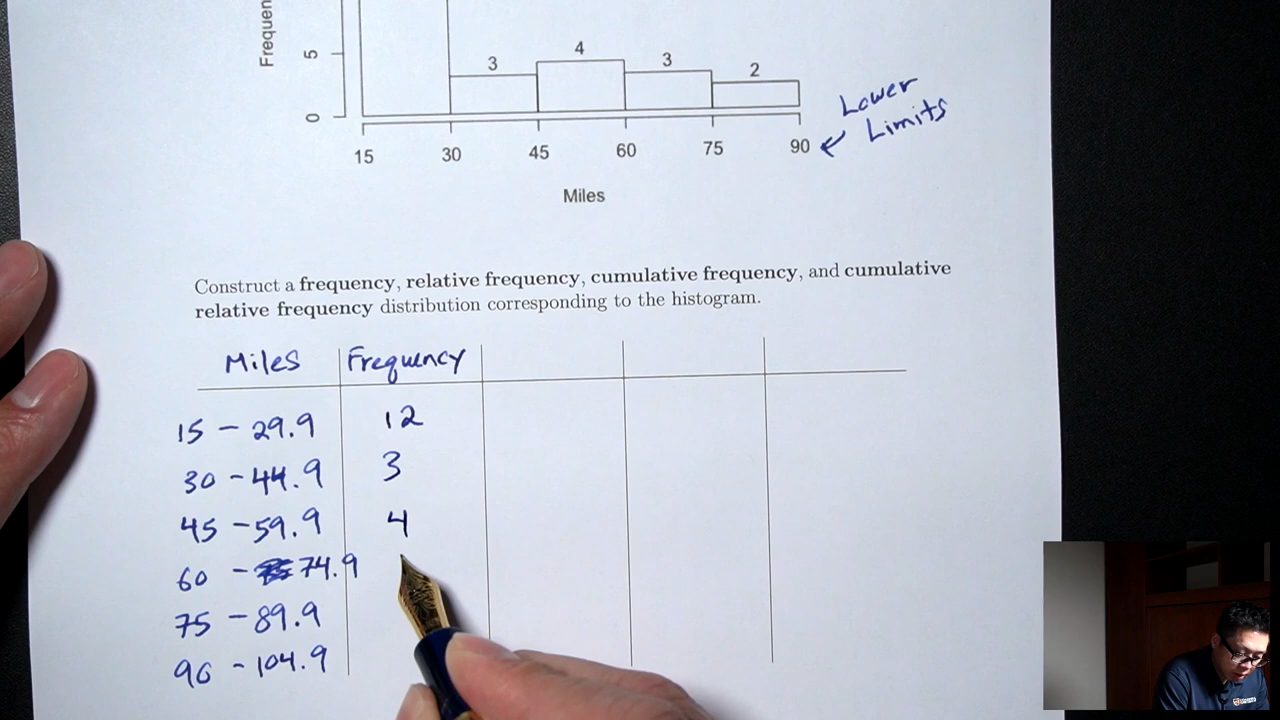 Frequen
5
0
3
4
3
2
15 30 45 60 75 90
Miles
Lower
Limits
Construct a frequency, relative frequency, cumulative frequency, and cumulative
relative frequency distribution corresponding to the histogram.
Miles Frequency
15 - 29.9 12
30 - 44.9 3
45 - 59.9 4
60 - 74.9
75 - 89.9
90 - 104.9